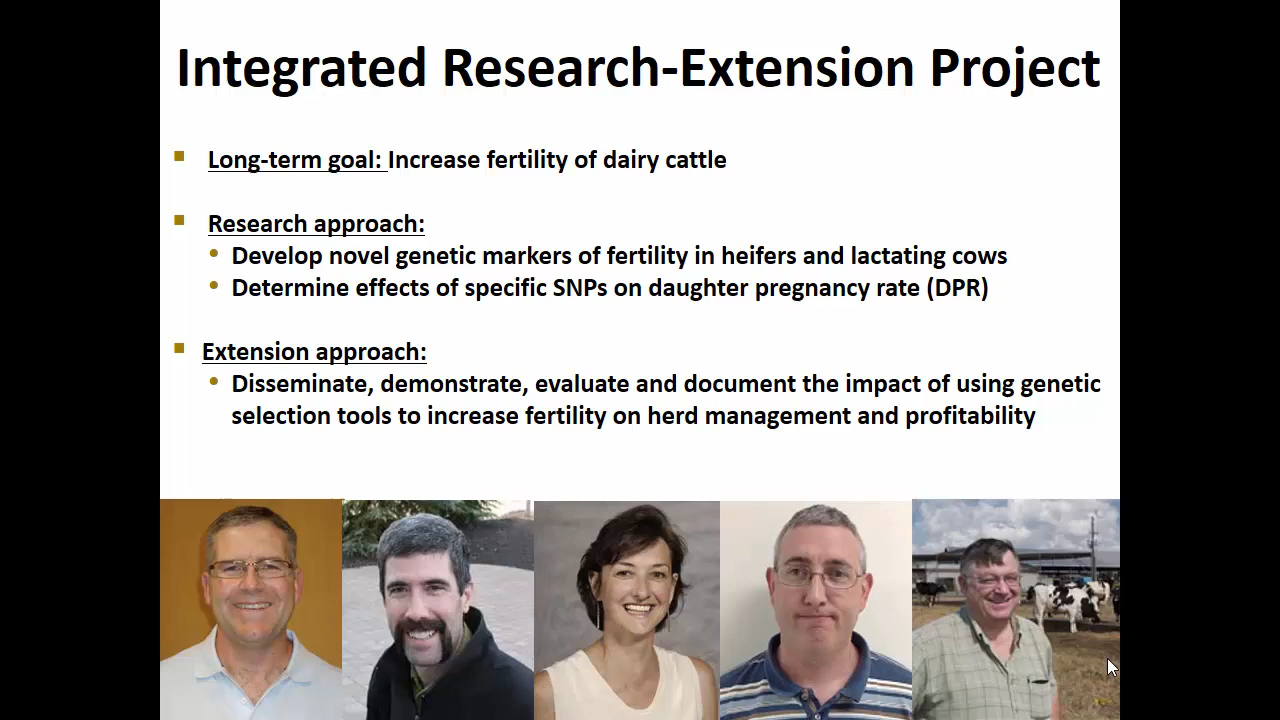 Integrated Research-Extension Project
Long-term goal: Increase fertility of dairy cattle
Research approach:
Develop novel genetic markers of fertility in heifers and lactating cows
Determine effects of specific SNPs on daughter pregnancy rate (DPR)
Extension approach:
Disseminate, demonstrate, evaluate and document the impact of using genetic
selection tools to increase fertility on herd management and profitability